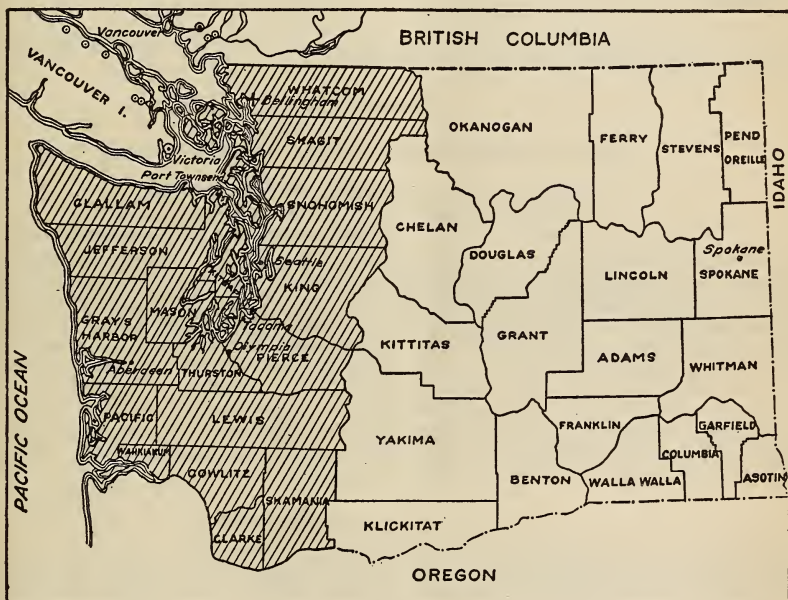 Vancouver
BRITISH COLUMBIA
VANCOUVER I.
WHATCOM
Bellingham
OKANOGAN
FERRY
STEVENS
PEND OREILLE
IDAHO
SKAGIT
Victoria
Port Townsend
CLALLAM
SNOHOMISH
CHELAN
DOUGLAS
JEFFERSON
Seattle
KING
LINCOLN
Spokane
SPOKANE
MASON
GRAY'S HARBOR
Tacoma
Olympia
PIERCE
KITTITAS
GRANT
ADAMS
WHITMAN
Aberdeen
THURSTON
PACIFIC OCEAN
PACIFIC
LEWIS
YAKIMA
FRANKLIN
GARFIELD
WAHKIAKUM
COWLITZ
SKAMANIA
BENTON
WALLA WALLA
COLUMBIA
ASOTIN
CLARKE
KLICKITAT
OREGON